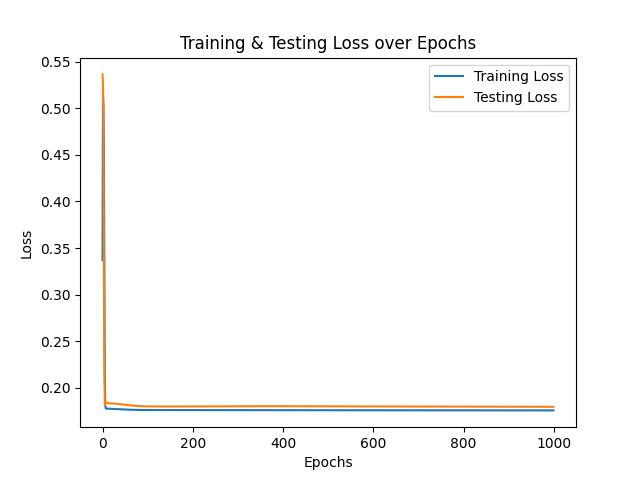 Training & Testing Loss over Epochs
Training Loss
Testing Loss
0.55
0.50
0.45
0.40
0.35
0.30
0.25
0.20
Loss
0 200 400 600 800 1000
Epochs